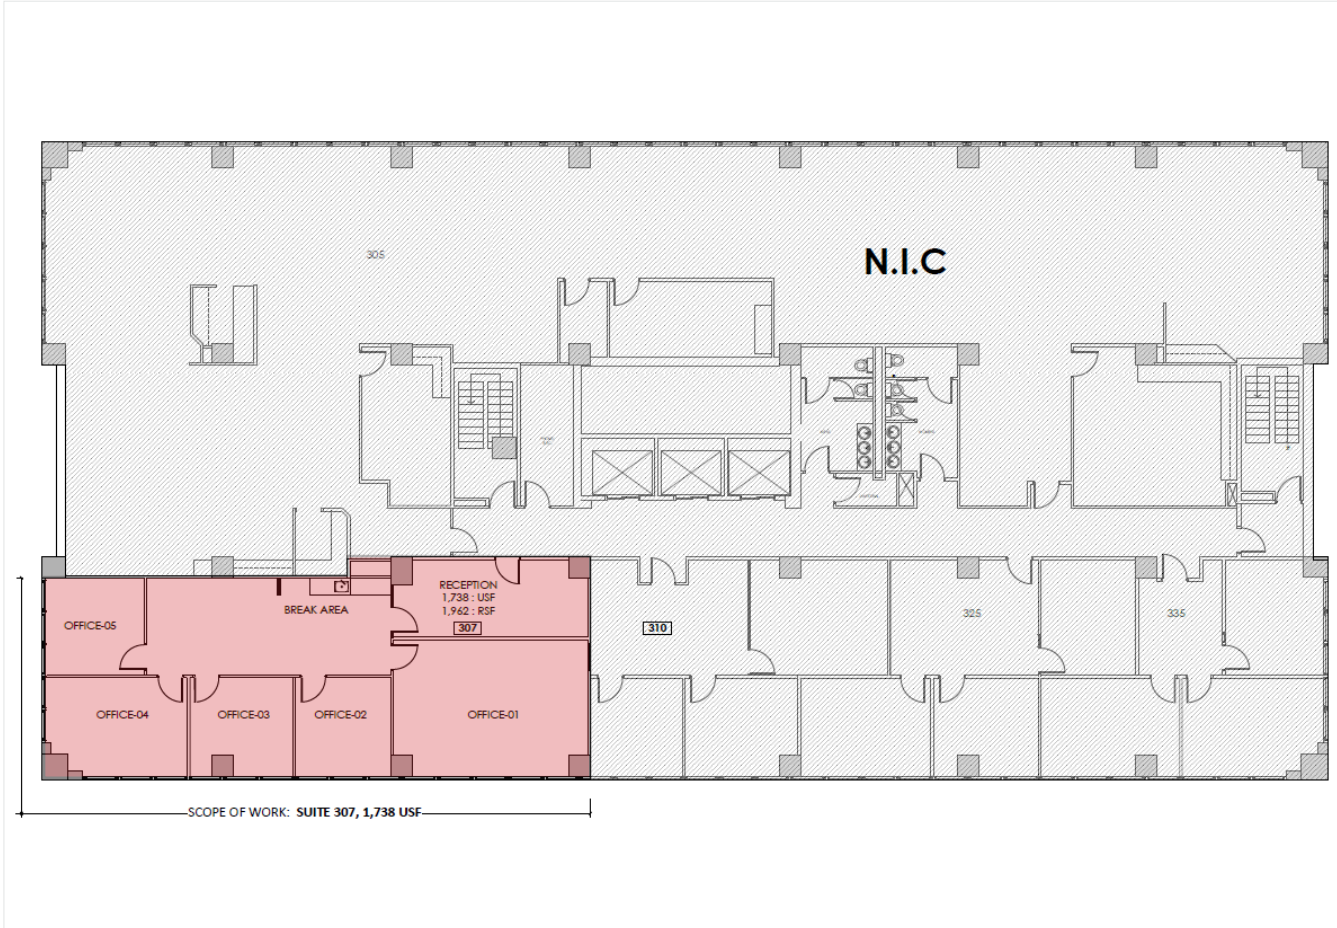 305
N.I.C
RECEPTION
1,738 : USF
1,962 : RSF
307
BREAK AREA
OFFICE-05
310
325
335
OFFICE-04
OFFICE-03
OFFICE-02
OFFICE-01
SCOPE OF WORK: SUITE 307, 1,738 USF